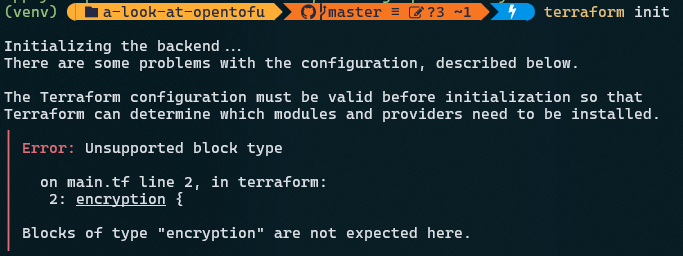 (venv) a-look-at-opentofu master ≡ ?3 ~1 terraform init
Initializing the backend...
There are some problems with the configuration, described below.
The Terraform configuration must be valid before initialization so that
Terraform can determine which modules and providers need to be installed.
Error: Unsupported block type
on main.tf line 2, in terraform:
2: encryption {
Blocks of type "encryption" are not expected here.